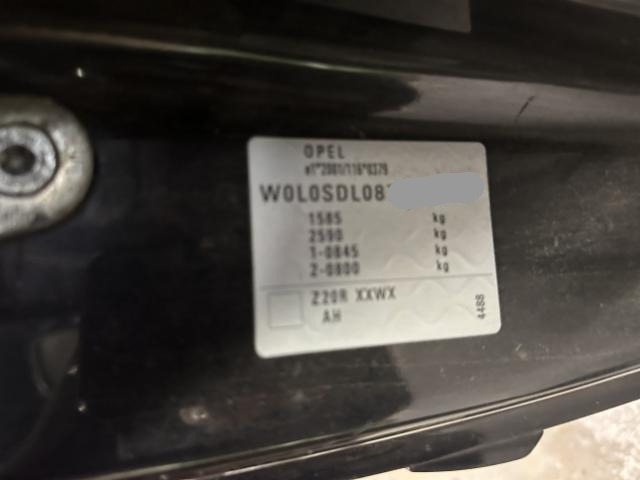 OPEL
e1*2001/116*0379
W0L0SDL08
1585 kg
2590 kg
1-0845 kg
2-0800 kg
Z20R XXWX
AH
4488